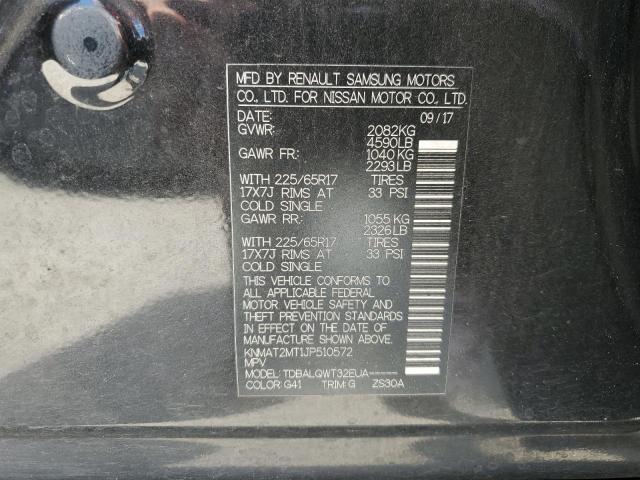 MFD BY RENAULT SAMSUNG MOTORS
CO., LTD. FOR NISSAN MOTOR CO., LTD.
DATE: 09/17
GVWR: 2082KG
4590LB
GAWR FR: 1040 KG
2293LB
WITH 225/65R17 TIRES
17X7J RIMS AT 33 PSI
COLD SINGLE
GAWR RR: 1055 KG
2326LB
WITH 225/65R17 TIRES
17X7J RIMS AT 33 PSI
COLD SINGLE
THIS VEHICLE CONFORMS TO
ALL APPLICABLE FEDERAL
MOTOR VEHICLE SAFETY AND
THEFT PREVENTION STANDARDS
IN EFFECT ON THE DATE OF
MANUFACTURE SHOWN ABOVE.
KNMAT2MT1JP510572
MPV
MODEL: TDBALQWT32EUA-----
COLOR: G41 TRIM: G ZS30A